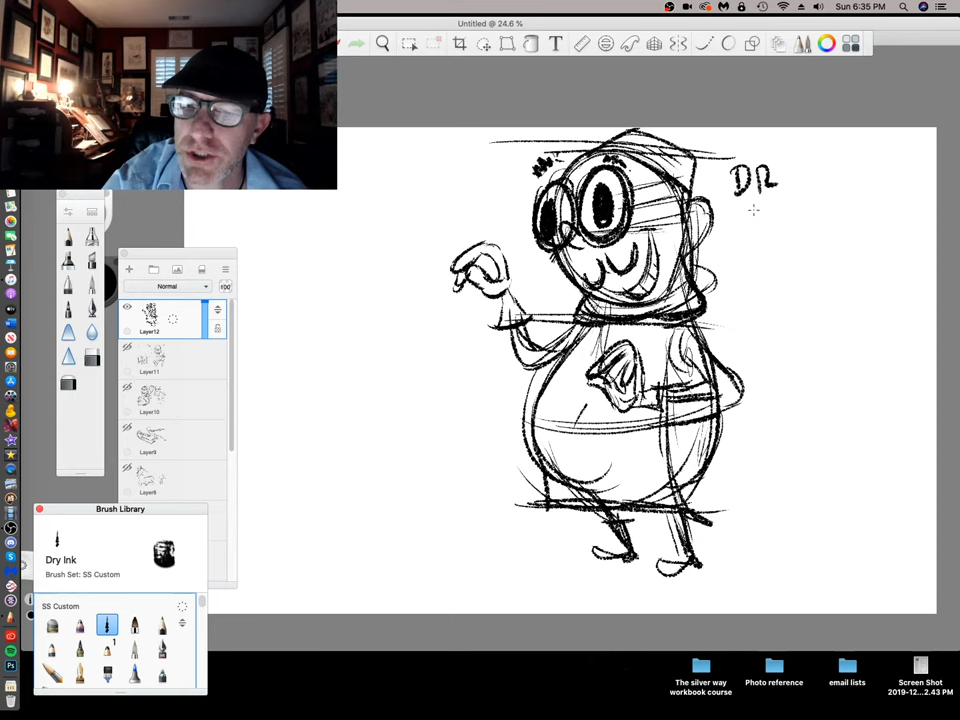 Sun 6:35 PM
Untitled @ 24.6 %
T
DR
Normal
100
Layer12
Layer11
Layer10
Layer9
Layer8
Brush Library
Dry Ink
Brush Set: SS Custom
SS Custom
1
Ps
The silver way
workbook course
Photo reference
email lists
Screen Shot
2019-12...2.43 PM